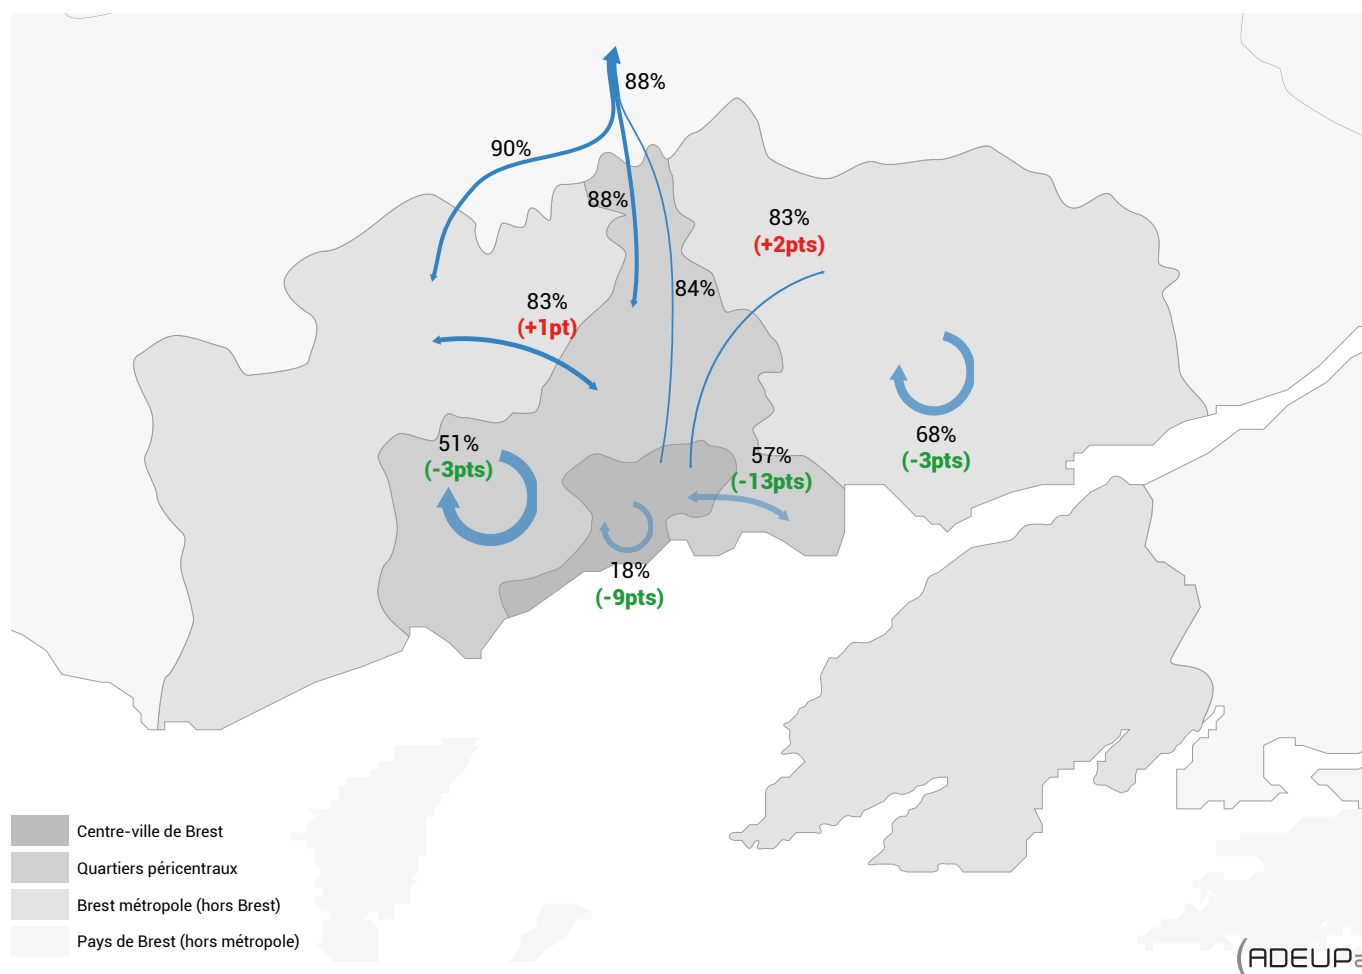 88%
90%
88%
83%
(+2pts)
84%
83%
(+1pt)
51%
(-3pts)
68%
(-3pts)
57%
(-13pts)
18%
(-9pts)
Centre-ville de Brest
Quartiers péricentraux
Brest métropole (hors Brest)
Pays de Brest (hors métropole)
ADEUPa